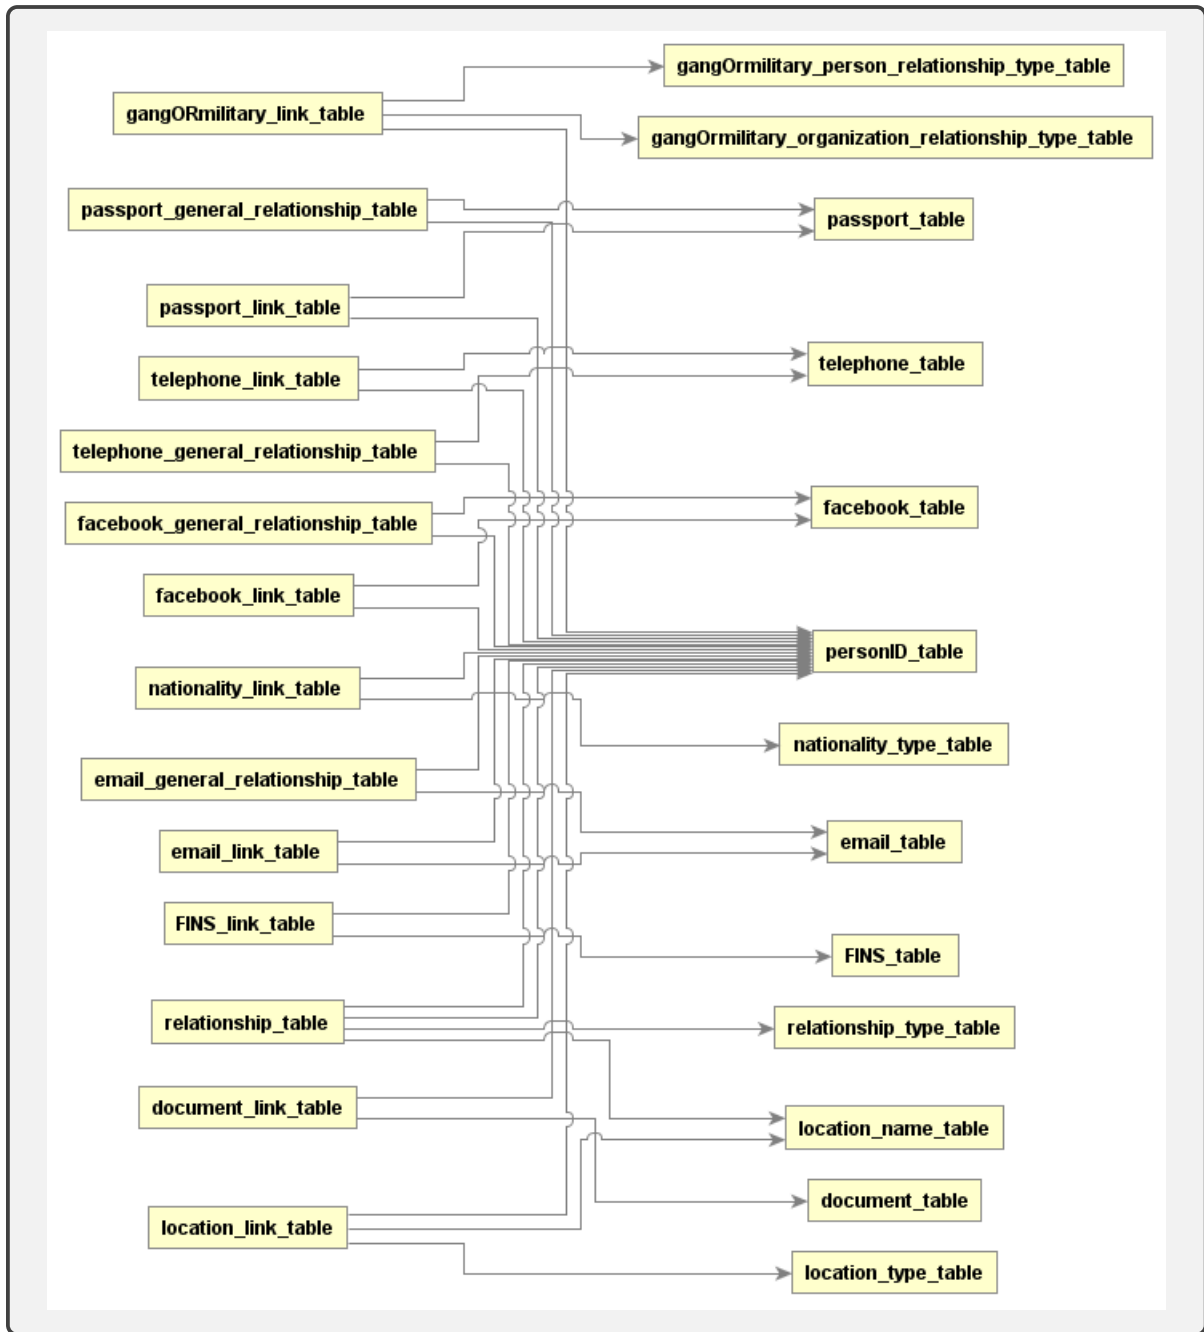 gangOrmilitary_person_relationship_type_table
gangORmilitary_link_table
gangOrmilitary_organization_relationship_type_table
passport_general_relationship_table
passport_table
passport_link_table
telephone_table
telephone_link_table
telephone_general_relationship_table
facebook_table
facebook_general_relationship_table
facebook_link_table
personID_table
nationality_link_table
nationality_type_table
email_general_relationship_table
email_table
email_link_table
FINS_link_table
FINS_table
relationship_table
relationship_type_table
document_link_table
location_name_table
document_table
location_link_table
location_type_table